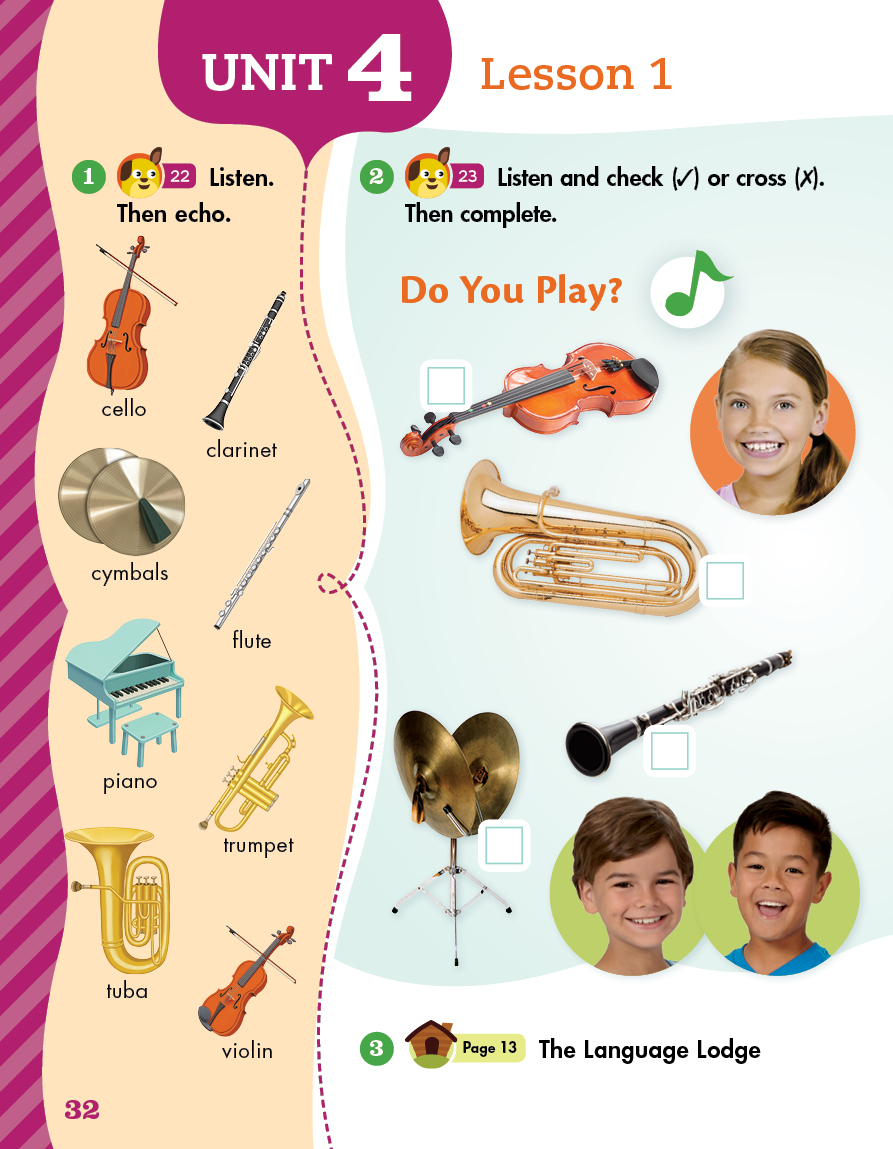 UNIT 4
Lesson 1
1 22 Listen.
Then echo.
cello
clarinet
cymbals
flute
piano
trumpet
tuba
violin
2 23 Listen and check (✓) or cross (✗).
Then complete.
Do You Play?
3 Page 13 The Language Lodge
32